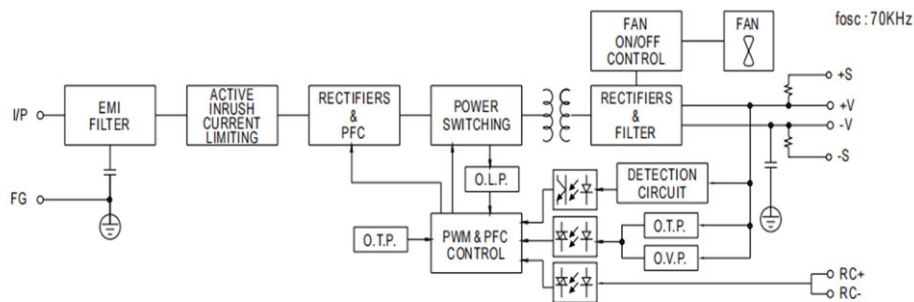 fosc : 70KHz
FAN
ON/OFF
CONTROL
FAN
I/P
EMI
FILTER
ACTIVE
INRUSH
CURRENT
LIMITING
RECTIFIERS
&
PFC
POWER
SWITCHING
RECTIFIERS
&
FILTER
+S
+V
-V
-S
O.L.P.
DETECTION
CIRCUIT
FG
O.T.P.
PWM & PFC
CONTROL
O.T.P.
O.V.P.
RC+
RC-